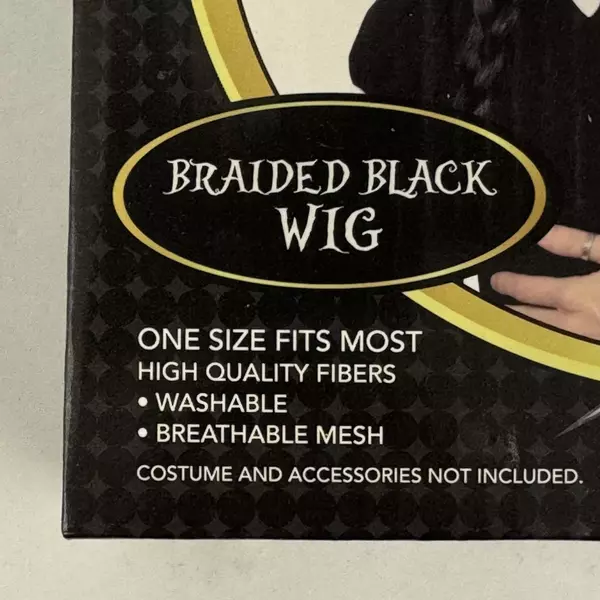 BRAIDED BLACK
WIG
ONE SIZE FITS MOST
HIGH QUALITY FIBERS
• WASHABLE
• BREATHABLE MESH
COSTUME AND ACCESSORIES NOT INCLUDED.